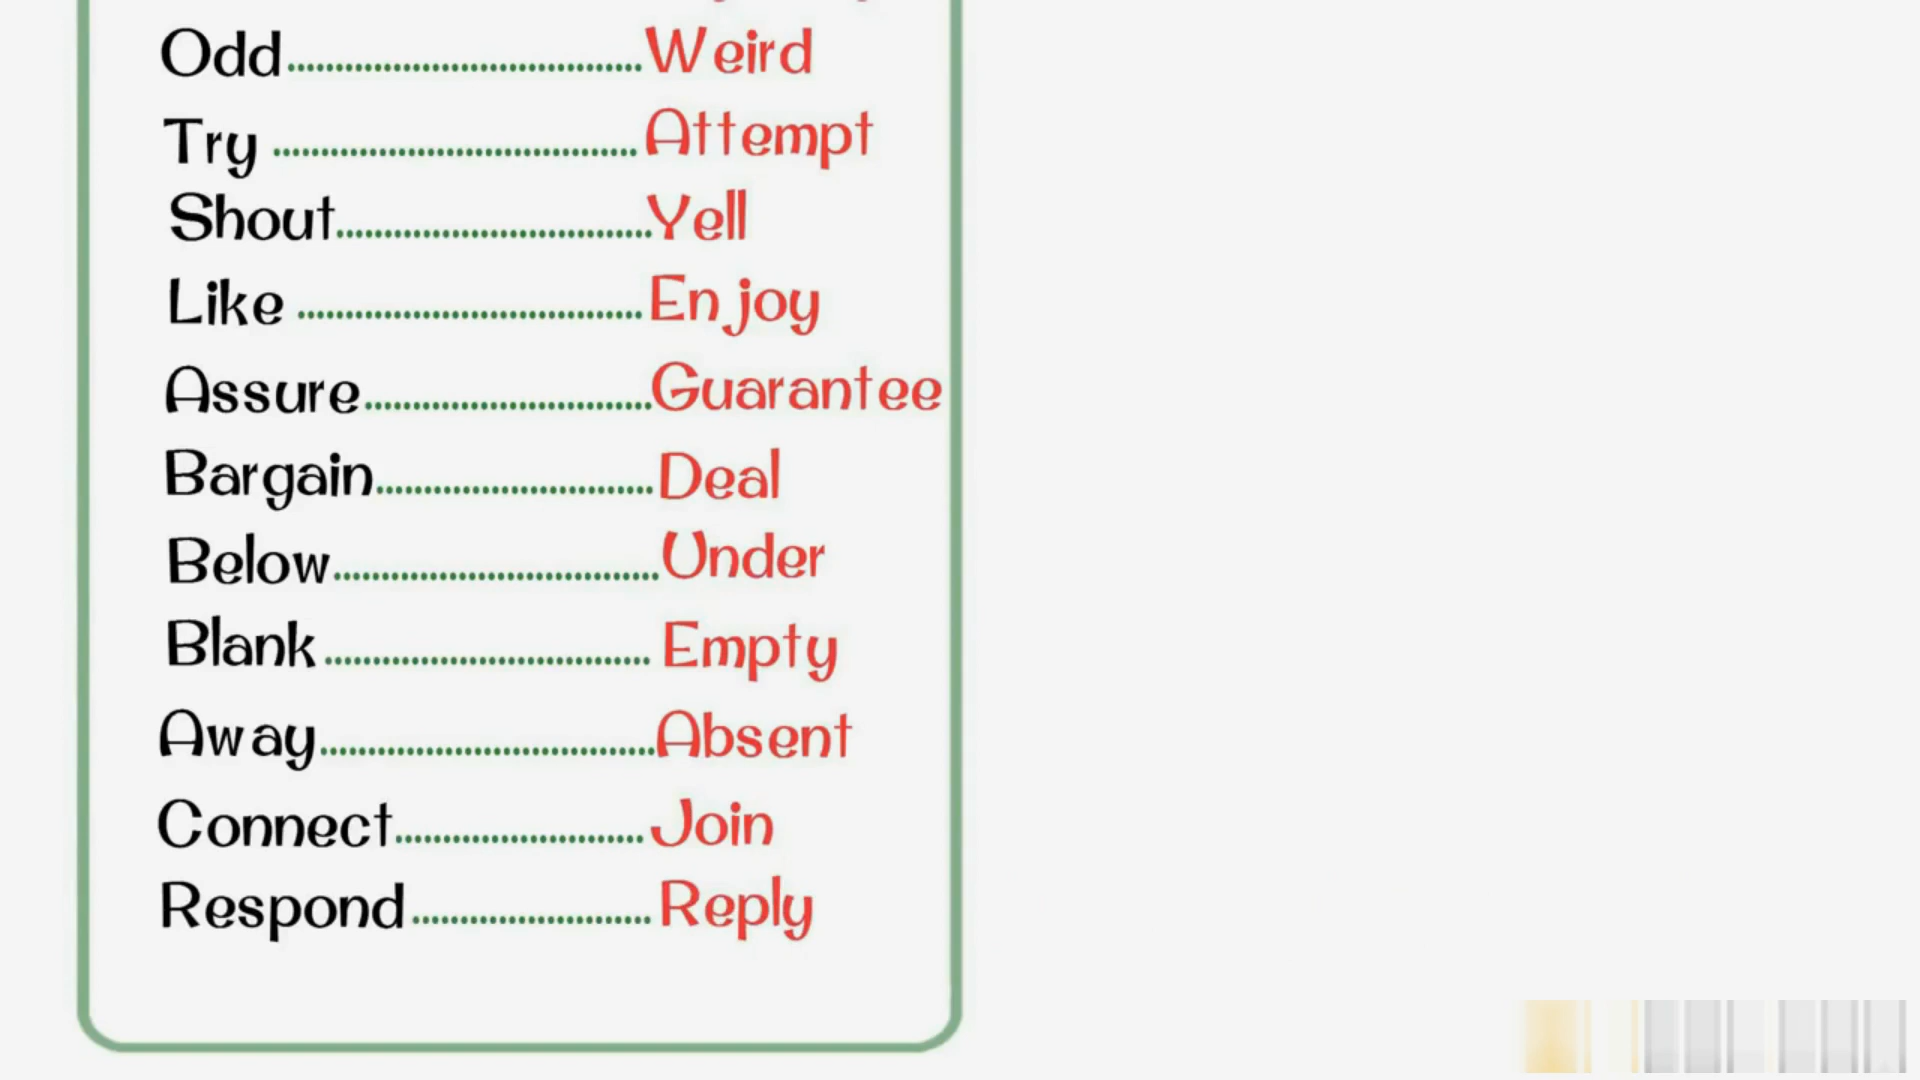 Odd..............................Weird
Try ..............................Attempt
Shout...........................Yell
Like .............................Enjoy
Assure.........................Guarantee
Bargain........................Deal
Below............................Under
Blank ............................ Empty
Away.............................Absent
Connect......................Join
Respond..................... Reply